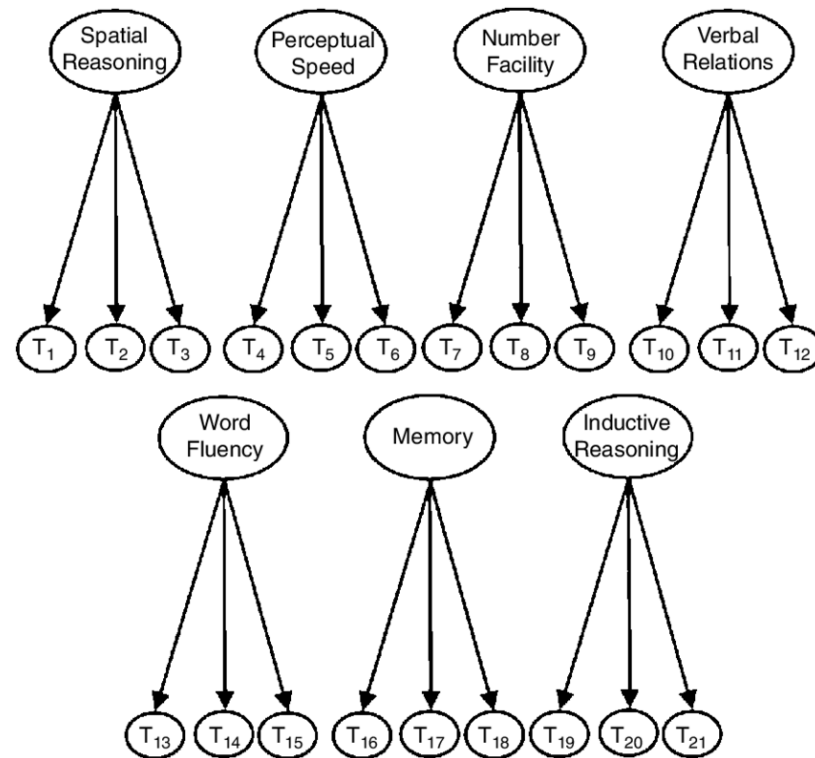 Spatial
Reasoning
Perceptual
Speed
Number
Facility
Verbal
Relations
T₁ T₂ T₃ T₄ T₅ T₆ T₇ T₈ T₉ T₁₀ T₁₁ T₁₂
Word
Fluency
Memory
Inductive
Reasoning
T₁₃ T₁₄ T₁₅ T₁₆ T₁₇ T₁₈ T₁₉ T₂₀ T₂₁